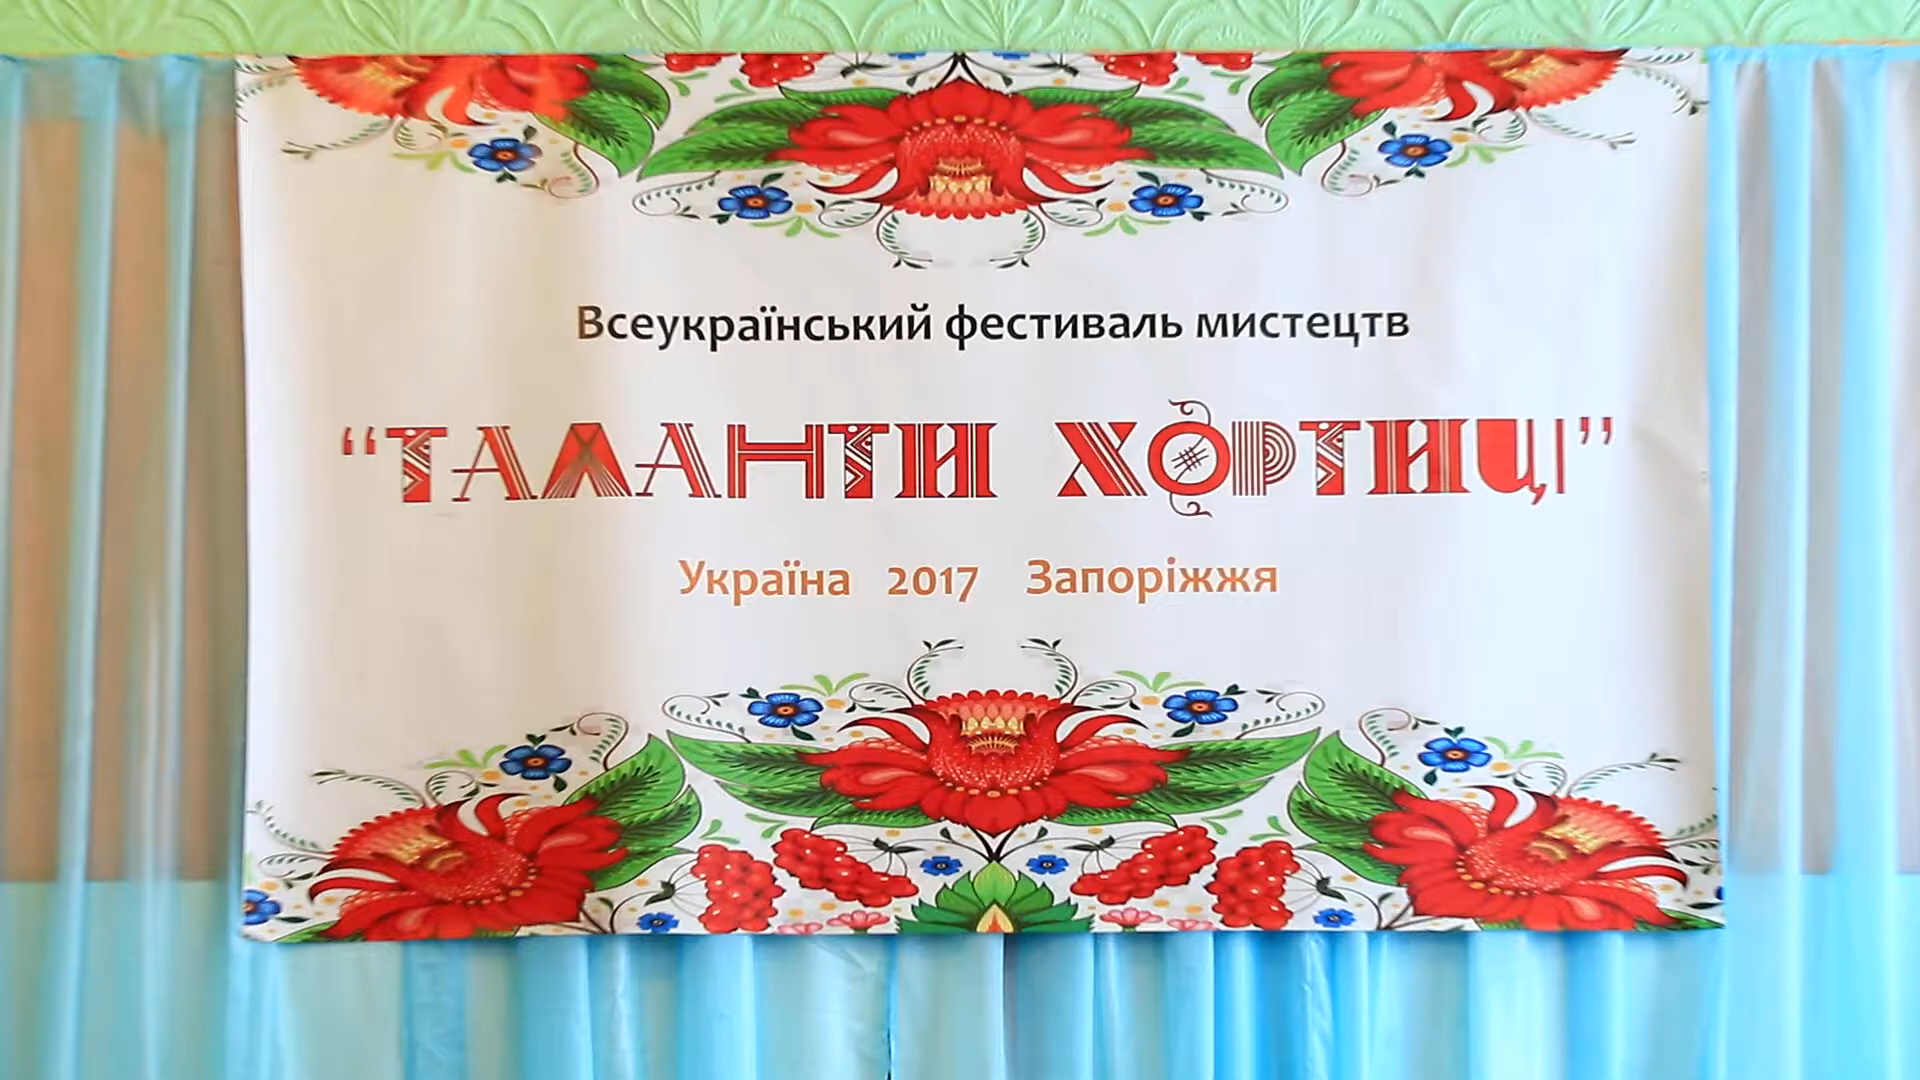 Всеукраїнський фестиваль мистецтв
“ТАЛАНТИ ХОРТИЦІ”
Україна 2017 Запоріжжя